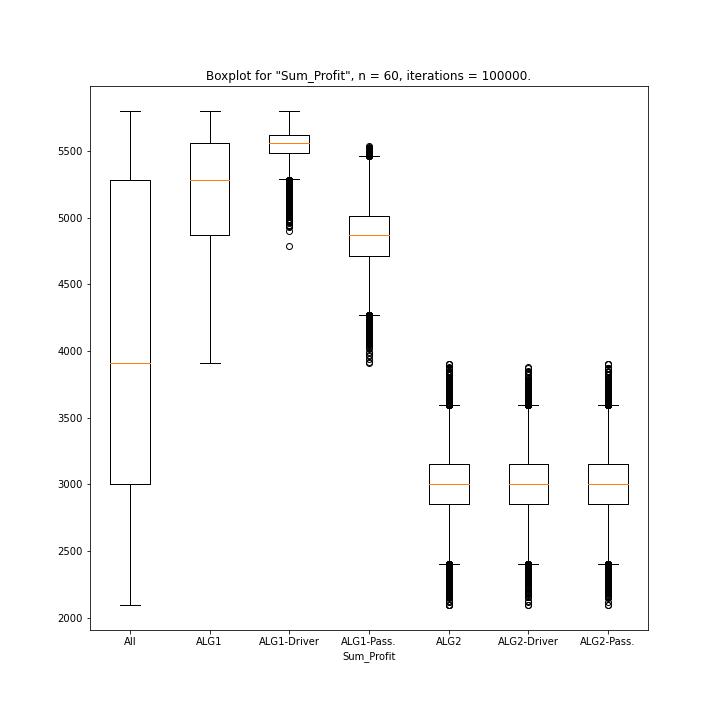 Boxplot for "Sum_Profit", n = 60, iterations = 100000.
5500
5000
4500
4000
3500
3000
2500
2000
All ALG1 ALG1-Driver ALG1-Pass. ALG2 ALG2-Driver ALG2-Pass.
Sum_Profit